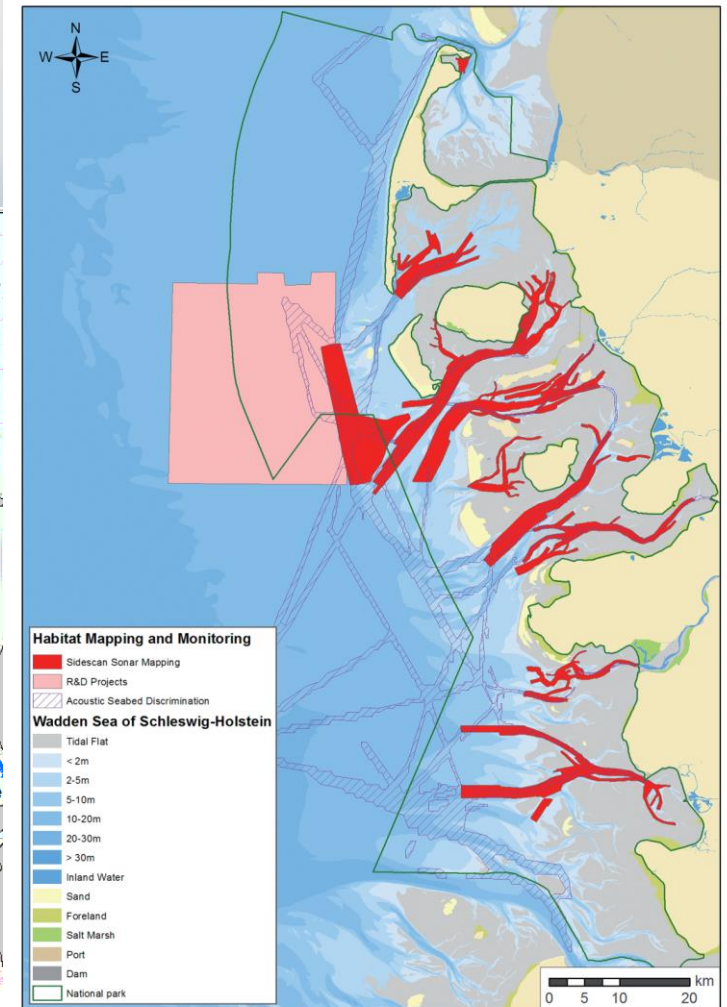 N
W E
S
Habitat Mapping and Monitoring
Sidescan Sonar Mapping
R&D Projects
Acoustic Seabed Discrimination
Wadden Sea of Schleswig-Holstein
Tidal Flat
< 2m
2-5m
5-10m
10-20m
20-30m
> 30m
Inland Water
Sand
Foreland
Salt Marsh
Port
Dam
National park
km
0 5 10 20